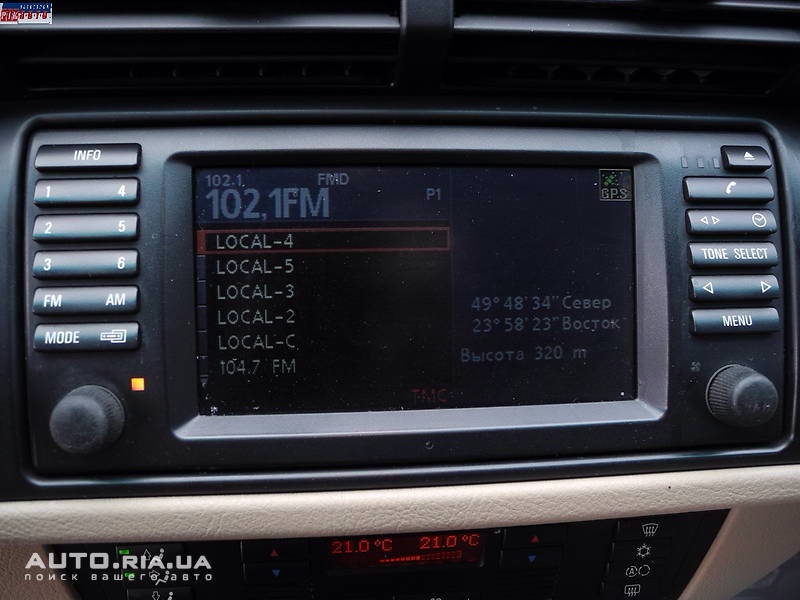 INFO
1 4
2 5
3 6
FM AM
MODE
102.1 FMD
102,1FM P1
GPS
LOCAL-4
LOCAL-5
LOCAL-3
LOCAL-2
LOCAL-C
104.7 FM
49° 48' 34" Север
23° 58' 23" Восток
Высота 320 m
TMC
TONE SELECT
MENU
21.0 °C 21.0 °C
A
AUTO.RIA.UA
поиск вашего авто